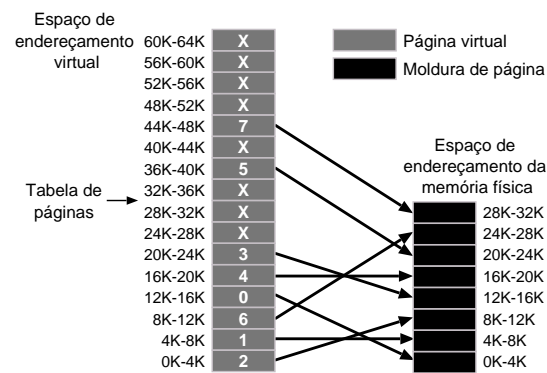 Espaço de
endereçamento
virtual
Página virtual
Moldura de página
60K-64K X
56K-60K X
52K-56K X
48K-52K X
44K-48K 7
40K-44K X
36K-40K 5
32K-36K X
28K-32K X
24K-28K X
20K-24K 3
16K-20K 4
12K-16K 0
8K-12K 6
4K-8K 1
0K-4K 2
Tabela de
páginas
Espaço de
endereçamento da
memória física
28K-32K
24K-28K
20K-24K
16K-20K
12K-16K
8K-12K
4K-8K
0K-4K